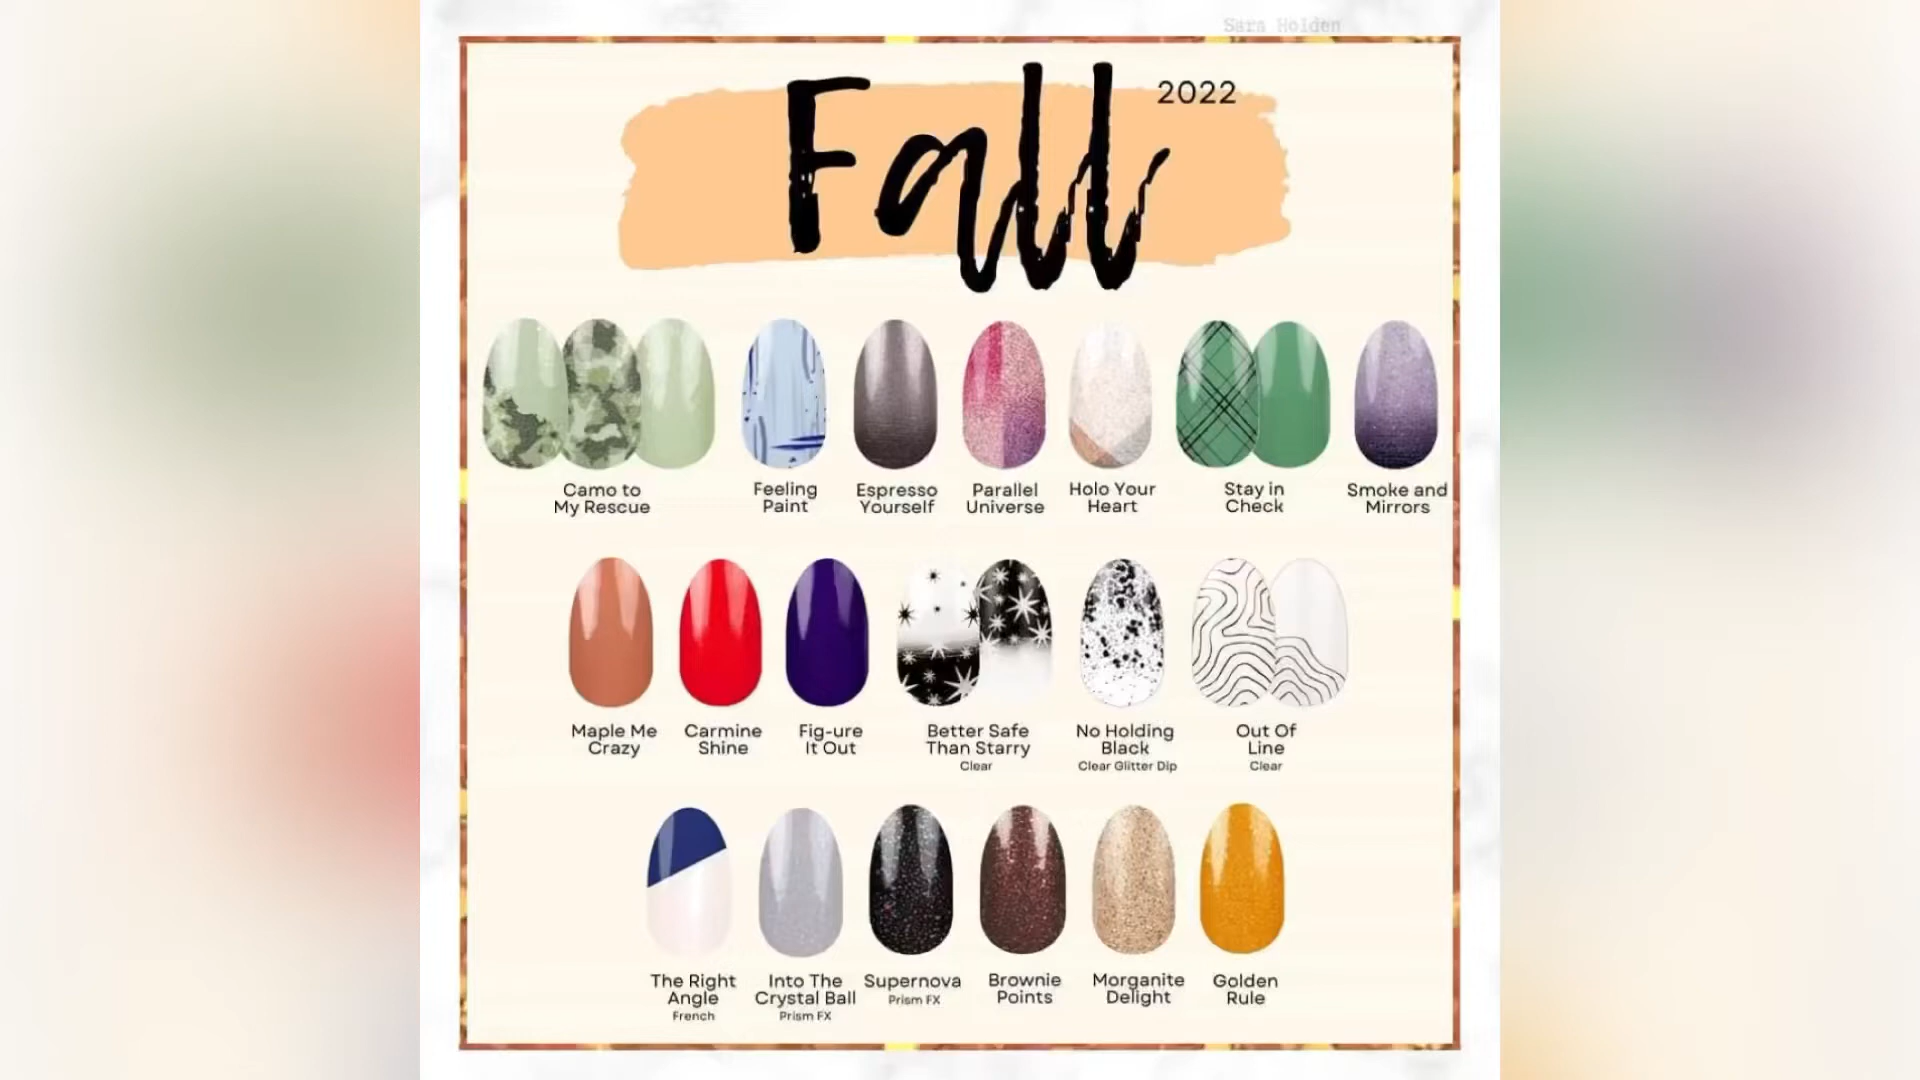 Sara Holden
Fall
2022
Camo to
My Rescue
Feeling
Paint
Espresso
Yourself
Parallel
Universe
Holo Your
Heart
Stay in
Check
Smoke and
Mirrors
Maple Me
Crazy
Carmine
Shine
Fig-ure
It Out
Better Safe
Than Starry
Clear
No Holding
Black
Clear Glitter Dip
Out Of
Line
Clear
The Right
Angle
French
Into The
Crystal Ball
Prism FX
Supernova
Prism FX
Brownie
Points
Morganite
Delight
Golden
Rule